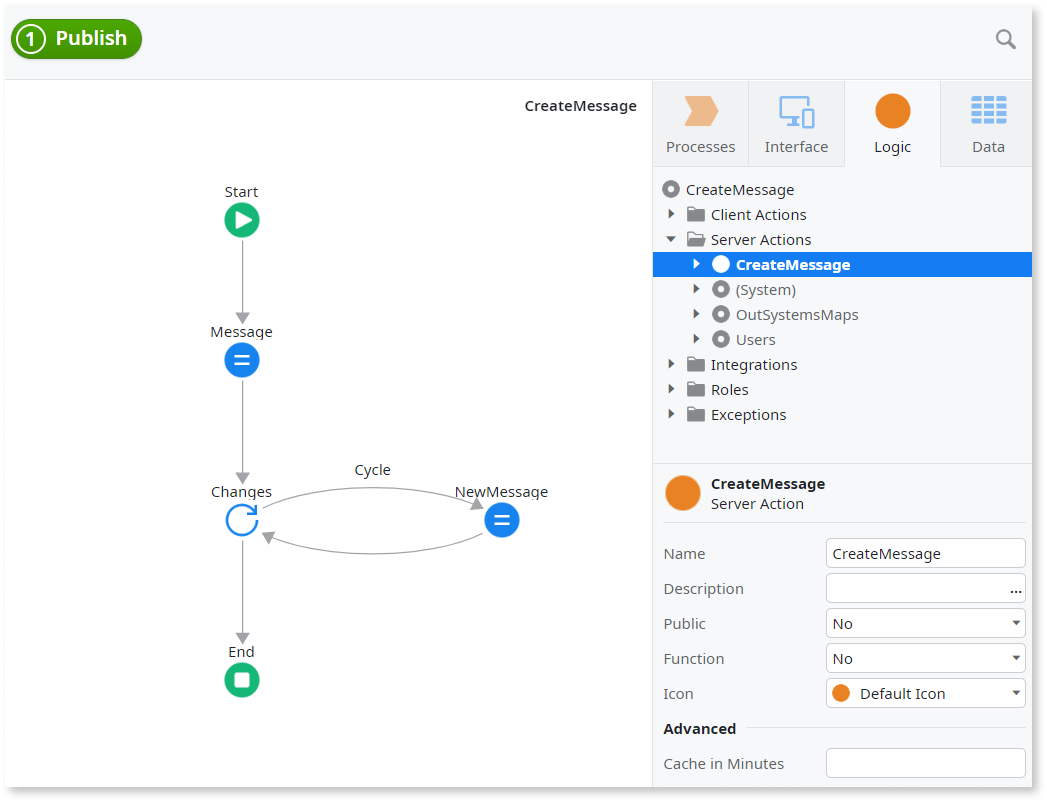 1 Publish
CreateMessage
Start
Message
Changes
Cycle
NewMessage
End
Processes
Interface
Logic
Data
CreateMessage
Client Actions
Server Actions
CreateMessage
(System)
OutSystemsMaps
Users
Integrations
Roles
Exceptions
CreateMessage
Server Action
Name CreateMessage
Description ...
Public No
Function No
Icon Default Icon
Advanced
Cache in Minutes